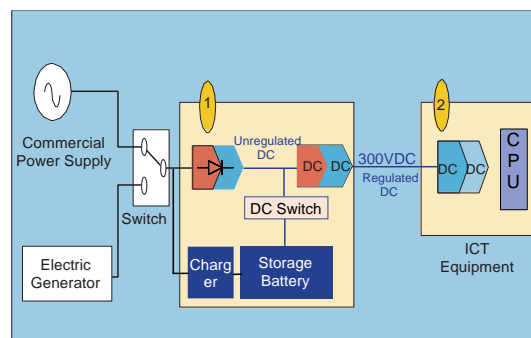 1
2
Commercial
Power Supply
Switch
Electric
Generator
Unregulated
DC
DC
DC
DC Switch
Charg
er
Storage
Battery
300VDC
Regulated
DC
DC
DC
C
P
U
ICT
Equipment